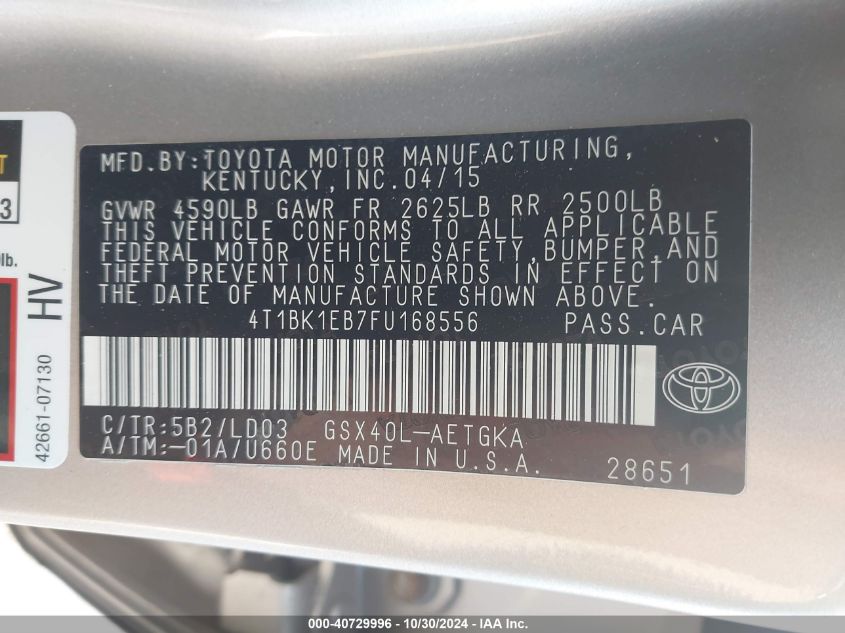 MFD.BY:TOYOTA MOTOR MANUFACTURING,
KENTUCKY,INC.04/15
GVWR 4590LB GAWR FR 2625LB RR 2500LB
THIS VEHICLE CONFORMS TO ALL APPLICABLE
FEDERAL MOTOR VEHICLE SAFETY,BUMPER,AND
THEFT PREVENTION STANDARDS IN EFFECT ON
THE DATE OF MANUFACTURE SHOWN ABOVE.
4T1BK1EB7FU168556 PASS.CAR
C/TR:5B2/LD03 GSX40L-AETGKA
A/TM:-01A/U660E MADE IN U.S.A. 28651
3
lb.
HV
42661-07130
000-40729996 - 10/30/2024 - IAA Inc.